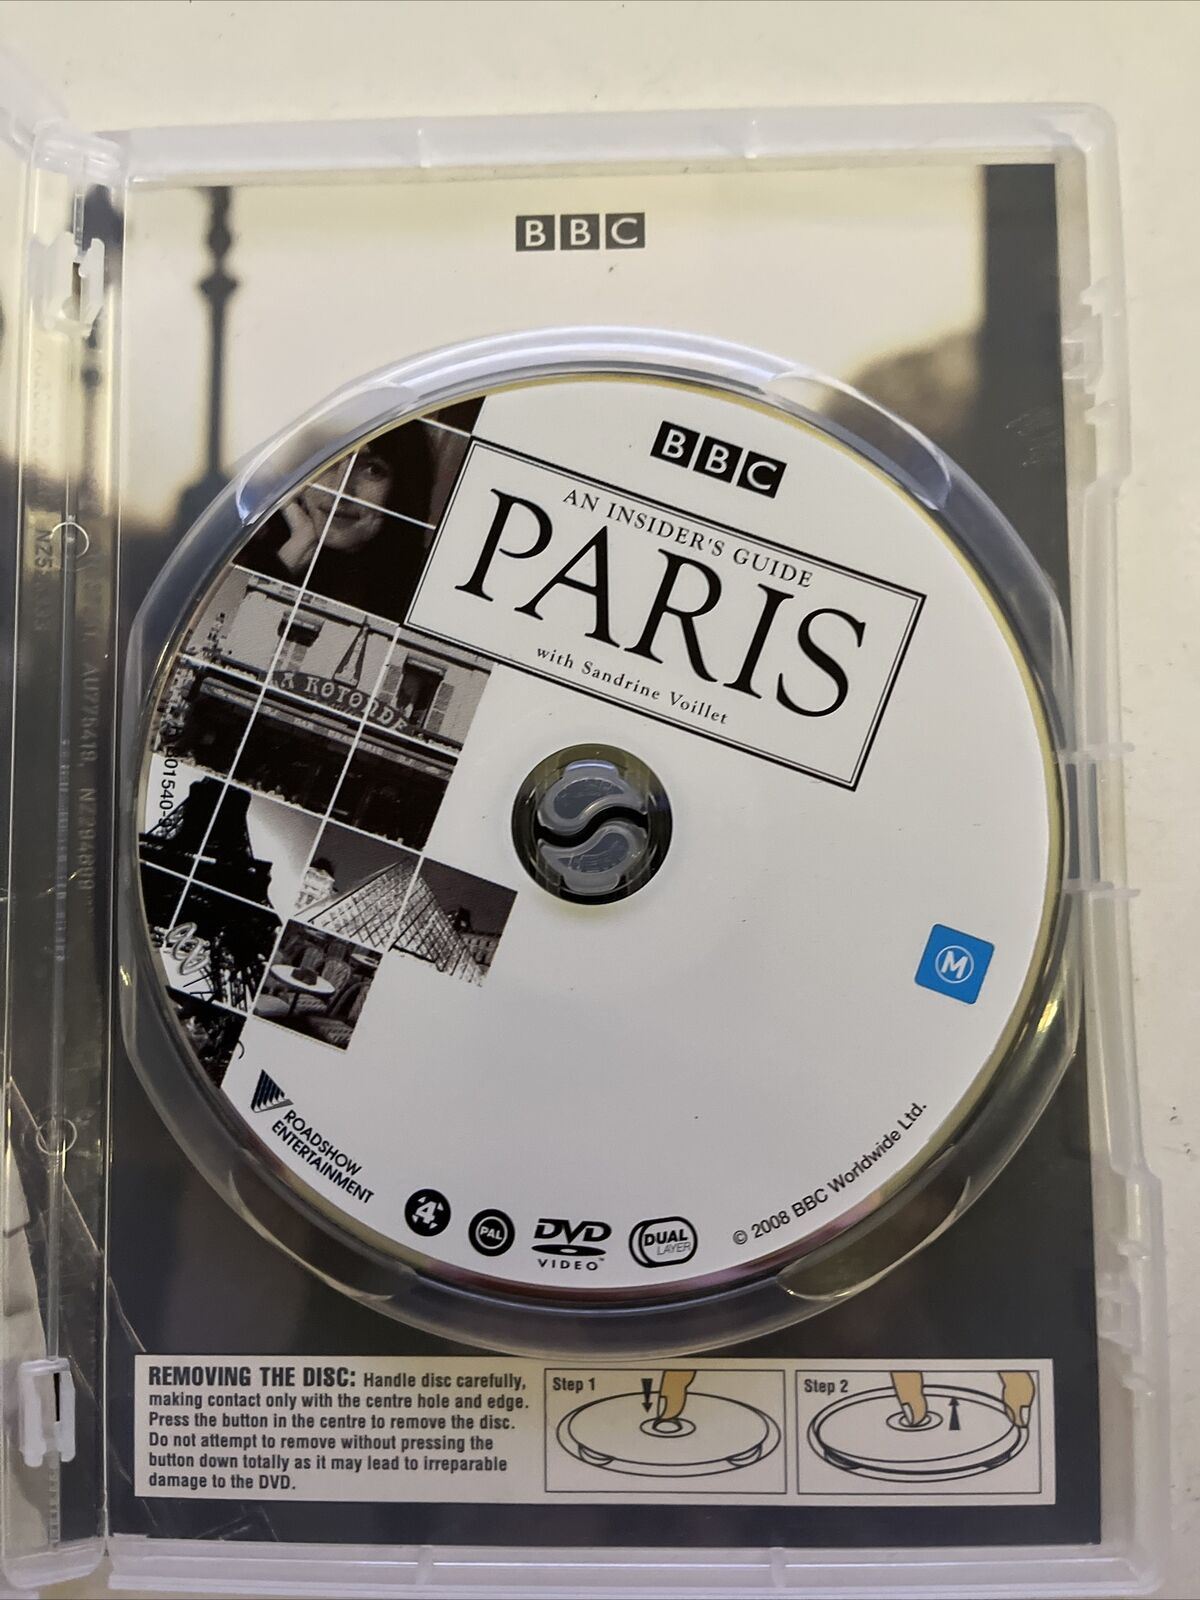 BBC
BBC
AN INSIDER'S GUIDE
PARIS
with Sandrine Voillet
LA ROTONDE
M
ROADSHOW
ENTERTAINMENT
4
PAL
DVD
VIDEO™
DUAL
LAYER
© 2008 BBC Worldwide Ltd.
REMOVING THE DISC: Handle disc carefully,
making contact only with the centre hole and edge.
Press the button in the centre to remove the disc.
Do not attempt to remove without pressing the
button down totally as it may lead to irreparable
damage to the DVD.
Step 1
Step 2